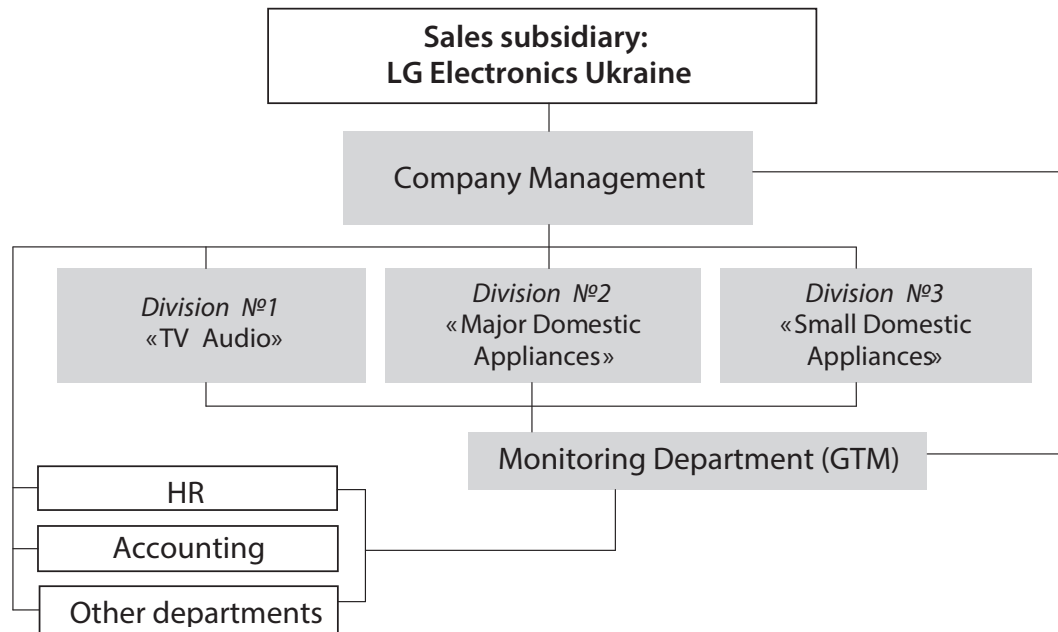 Sales subsidiary:
LG Electronics Ukraine
Company Management
Division №1
«TV Audio»
Division №2
«Major Domestic
Appliances»
Division №3
«Small Domestic
Appliances»
Monitoring Department (GTM)
HR
Accounting
Other departments